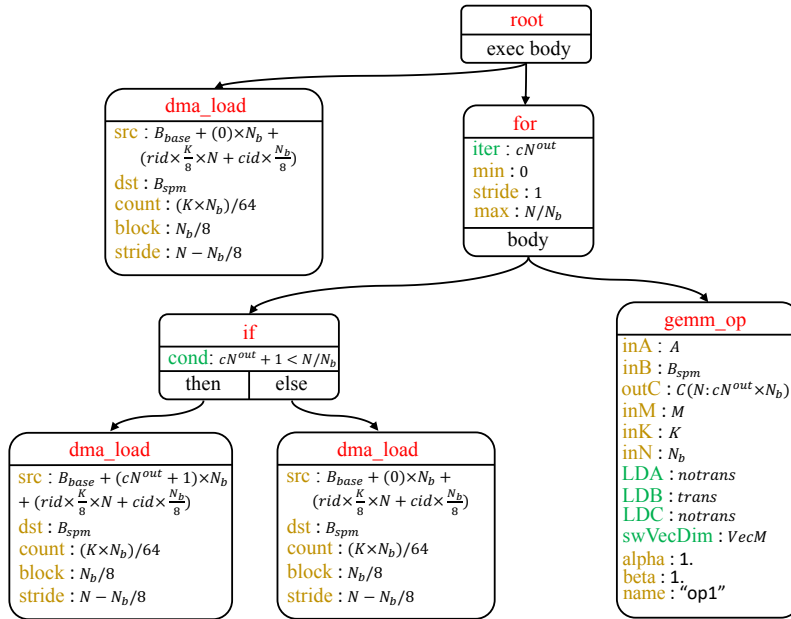 root
exec body
dma_load
src : B_base + (0)×N_b +
(rid×K/8×N + cid×N_b/8)
dst : B_spm
count : (K×N_b)/64
block : N_b/8
stride : N − N_b/8
for
iter : cN^out
min : 0
stride : 1
max : N/N_b
body
if
cond: cN^out + 1 < N/N_b
then
else
dma_load
src : B_base + (cN^out + 1)×N_b
+ (rid×K/8×N + cid×N_b/8)
dst : B_spm
count : (K×N_b)/64
block : N_b/8
stride : N − N_b/8
dma_load
src : B_base + (0)×N_b +
(rid×K/8×N + cid×N_b/8)
dst : B_spm
count : (K×N_b)/64
block : N_b/8
stride : N − N_b/8
gemm_op
inA : A
inB : B_spm
outC : C(N:cN^out×N_b)
inM : M
inK : K
inN : N_b
LDA : notrans
LDB : trans
LDC : notrans
swVecDim : VecM
alpha : 1.
beta : 1.
name : “op1”